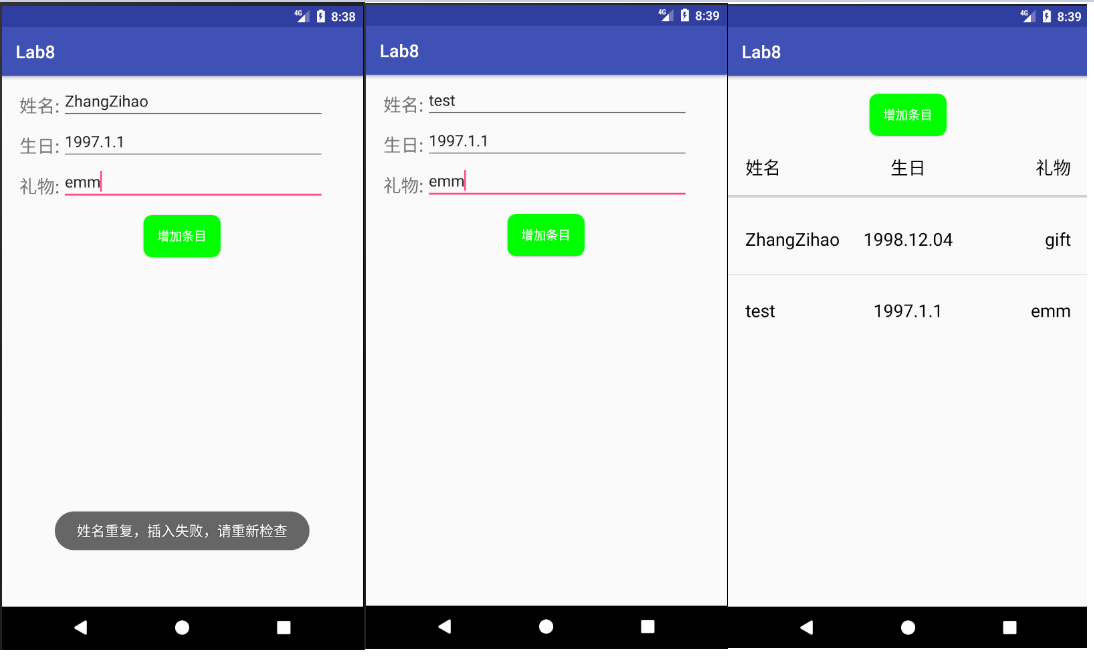 4G 8:38
Lab8
姓名: ZhangZihao
生日: 1997.1.1
礼物: emm
增加条目
姓名重复，插入失败，请重新检查
4G 8:39
Lab8
姓名: test
生日: 1997.1.1
礼物: emm
增加条目
4G 8:39
Lab8
增加条目
姓名 生日 礼物
ZhangZihao 1998.12.04 gift
test 1997.1.1 emm